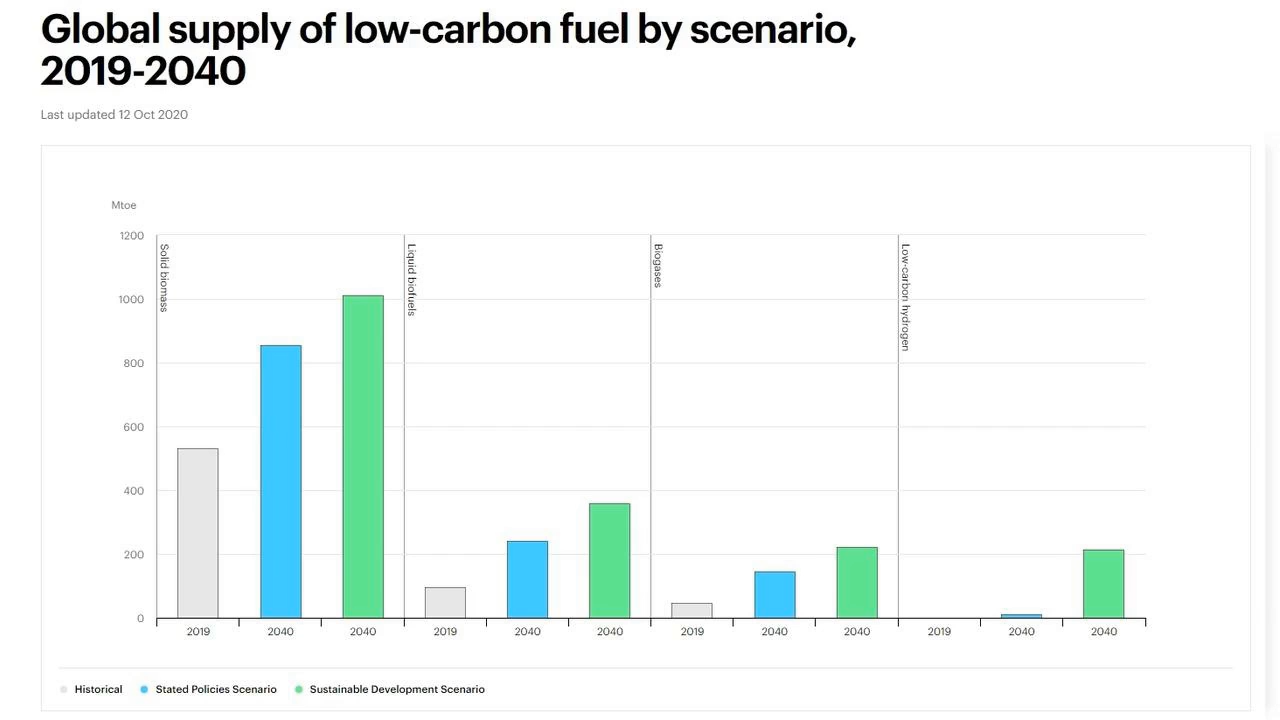 Global supply of low-carbon fuel by scenario,
2019-2040
Last updated 12 Oct 2020
Mtoe
1200
1000
800
600
400
200
0
Solid biomass
Liquid biofuels
Biogases
Low-carbon hydrogen
2019 2040 2040 2019 2040 2040 2019 2040 2040 2019 2040 2040
Historical Stated Policies Scenario Sustainable Development Scenario